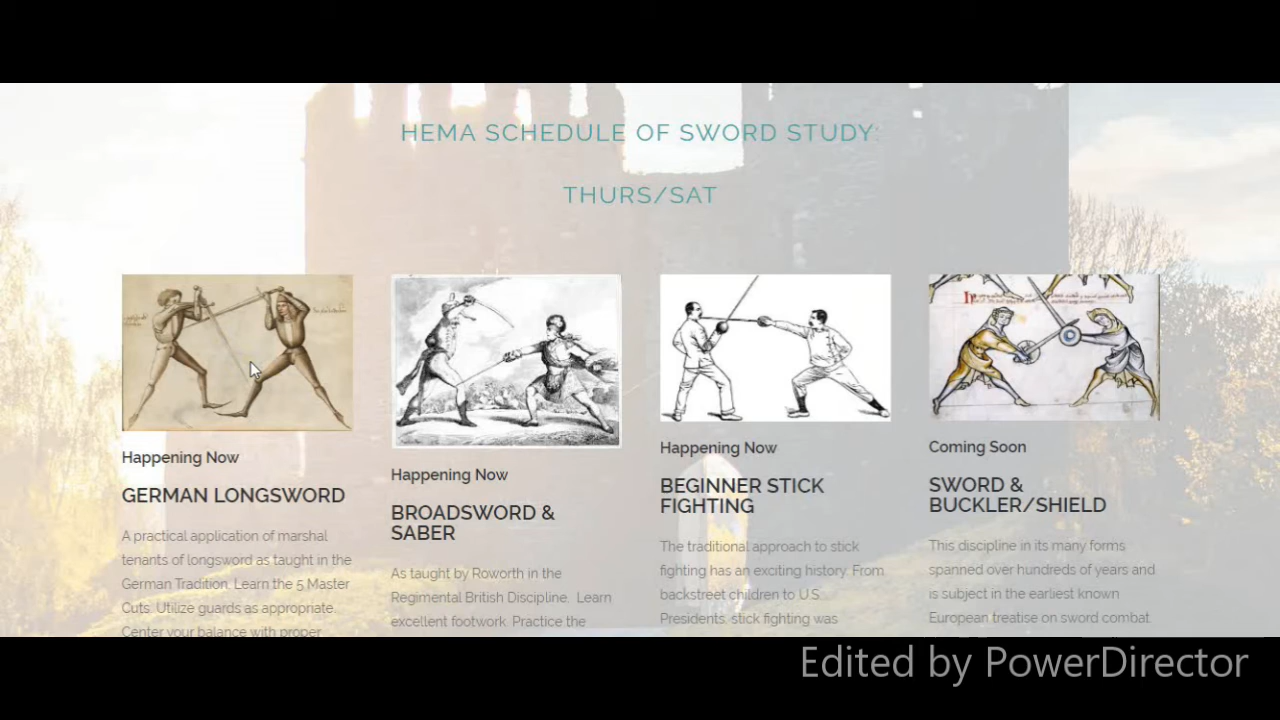 HEMA SCHEDULE OF SWORD STUDY:
THURS/SAT
Happening Now
GERMAN LONGSWORD
A practical application of marshal
tenants of longsword as taught in the
German Tradition. Learn the 5 Master
Cuts. Utilize guards as appropriate.
Center your balance with proper
Happening Now
BROADSWORD &
SABER
As taught by Roworth in the
Regimental British Discipline. Learn
excellent footwork. Practice the
Happening Now
BEGINNER STICK
FIGHTING
The traditional approach to stick
fighting has an exciting history. From
backstreet children to U.S.
Presidents, stick fighting was
Coming Soon
SWORD &
BUCKLER/SHIELD
This discipline in its many forms
spanned over hundreds of years and
is subject in the earliest known
European treatise on sword combat.
Edited by PowerDirector